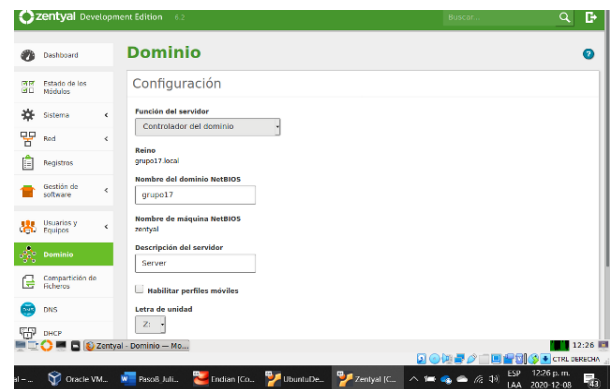 zentyal Development Edition 6.2
Buscar...
Dashboard
Estado de los
Módulos
Sistema
Red
Registros
Gestión de
software
Usuarios y
Equipos
Dominio
Compartición de
Ficheros
DNS
DHCP
Dominio
Configuración
Función del servidor
Controlador del dominio
Reino
grupo17.local
Nombre del dominio NetBIOS
grupo17
Nombre de máquina NetBIOS
zentyal
Descripción del servidor
Server
Habilitar perfiles móviles
Letra de unidad
Z:
Zentyal - Dominio — Mo...
12:26
CTRL DERECHA
al – ...
Oracle VM...
Paso8_Juli...
Endian [Co...
UbuntuDe...
Zentyal [C...
ESP
LAA
12:26 p. m.
2020-12-08